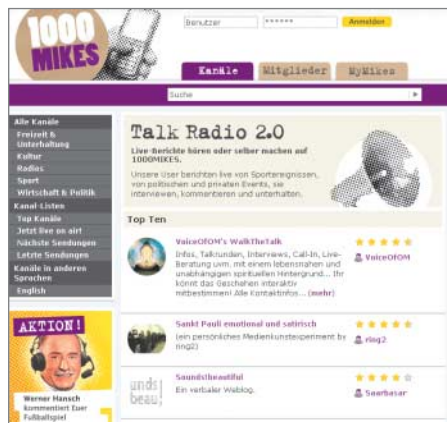 1000
MIKES
Benutzer
******
Anmelden
Kanäle
Mitglieder
MyMikes
Suche
Alle Kanäle
Freizeit &
Unterhaltung
Kultur
Radios
Sport
Wirtschaft & Politik
Kanal-Listen
Top Kanäle
Jetzt live on air!
Nächste Sendungen
Letzte Sendungen
Kanäle in anderen
Sprachen
English
AKTION!
Werner Hansch
kommentiert Euer
Fußballspiel
Talk Radio 2.0
Live-Berichte hören oder selber machen auf
1000MIKES.
Unsere User berichten live von Sportereignissen,
von politischen und privaten Events, sie
interviewen, kommentieren und unterhalten.
Top Ten
VoiceOfOM's WalkTheTalk
Infos, Talkrunden, Interviews, Call-In, Live-
Beratung uvm. mit einem lebensnahen und
unabhängigen spirituellen Hintergrund... Ihr
könnt das Geschehen interaktiv
mitbestimmen! Alle Kontaktinfos... (mehr)
VoiceOfOM
Sankt Pauli emotional und satirisch
(ein persönliches Medienkunstexperiment by
ring2)
ring2
unds
beau!
Soundsbeautiful
Ein verbaler Weblog.
Saarbasar